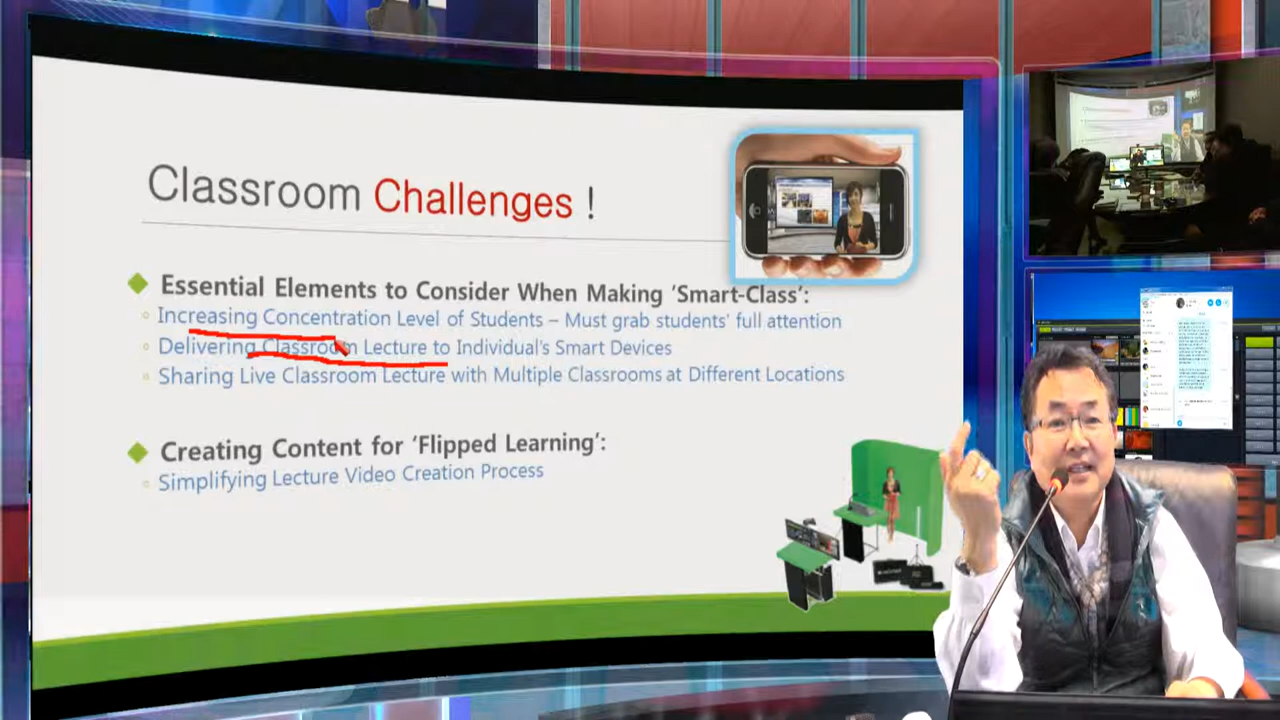 Classroom Challenges !
Essential Elements to Consider When Making 'Smart-Class':
Increasing Concentration Level of Students – Must grab students' full attention
Delivering Classroom Lecture to Individual's Smart Devices
Sharing Live Classroom Lecture with Multiple Classrooms at Different Locations
Creating Content for 'Flipped Learning':
Simplifying Lecture Video Creation Process